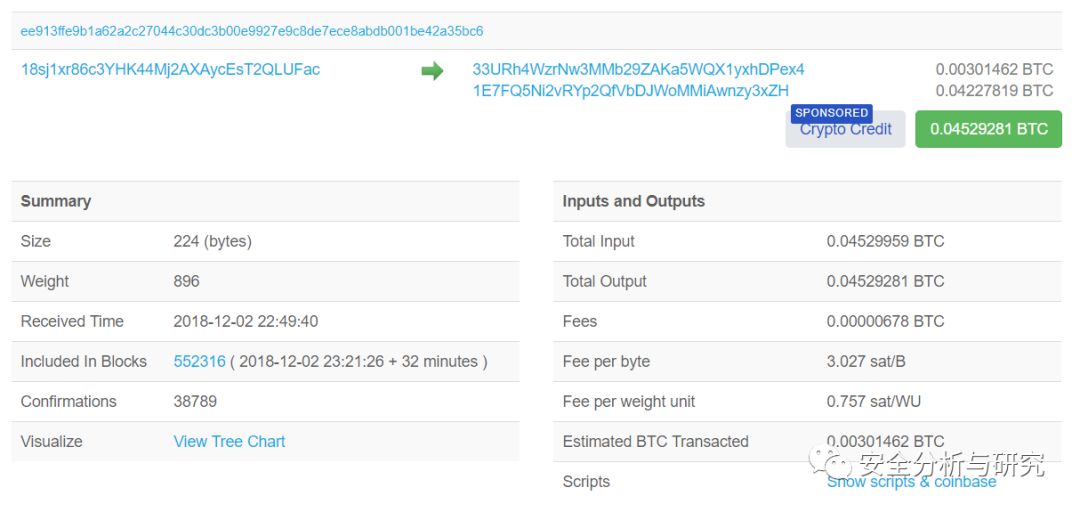 ee913ffe9b1a62a2c27044c30dc3b00e9927e9c8de7ece8abdb001be42a35bc6
18sj1xr86c3YHK44Mj2AXAycEsT2QLUFac
33URh4WzrNw3MMb29ZAKa5WQX1yxhDPex4 0.00301462 BTC
1E7FQ5Ni2vRYp2QfVbDJWoMMiAwnzy3xZH 0.04227819 BTC
SPONSORED
Crypto Credit 0.04529281 BTC
Summary
Size 224 (bytes)
Weight 896
Received Time 2018-12-02 22:49:40
Included In Blocks 552316 ( 2018-12-02 23:21:26 + 32 minutes )
Confirmations 38789
Visualize View Tree Chart
Inputs and Outputs
Total Input 0.04529959 BTC
Total Output 0.04529281 BTC
Fees 0.00000678 BTC
Fee per byte 3.027 sat/B
Fee per weight unit 0.757 sat/WU
Estimated BTC Transacted 0.00301462 BTC
Scripts Show scripts & coinbase
安全分析与研究